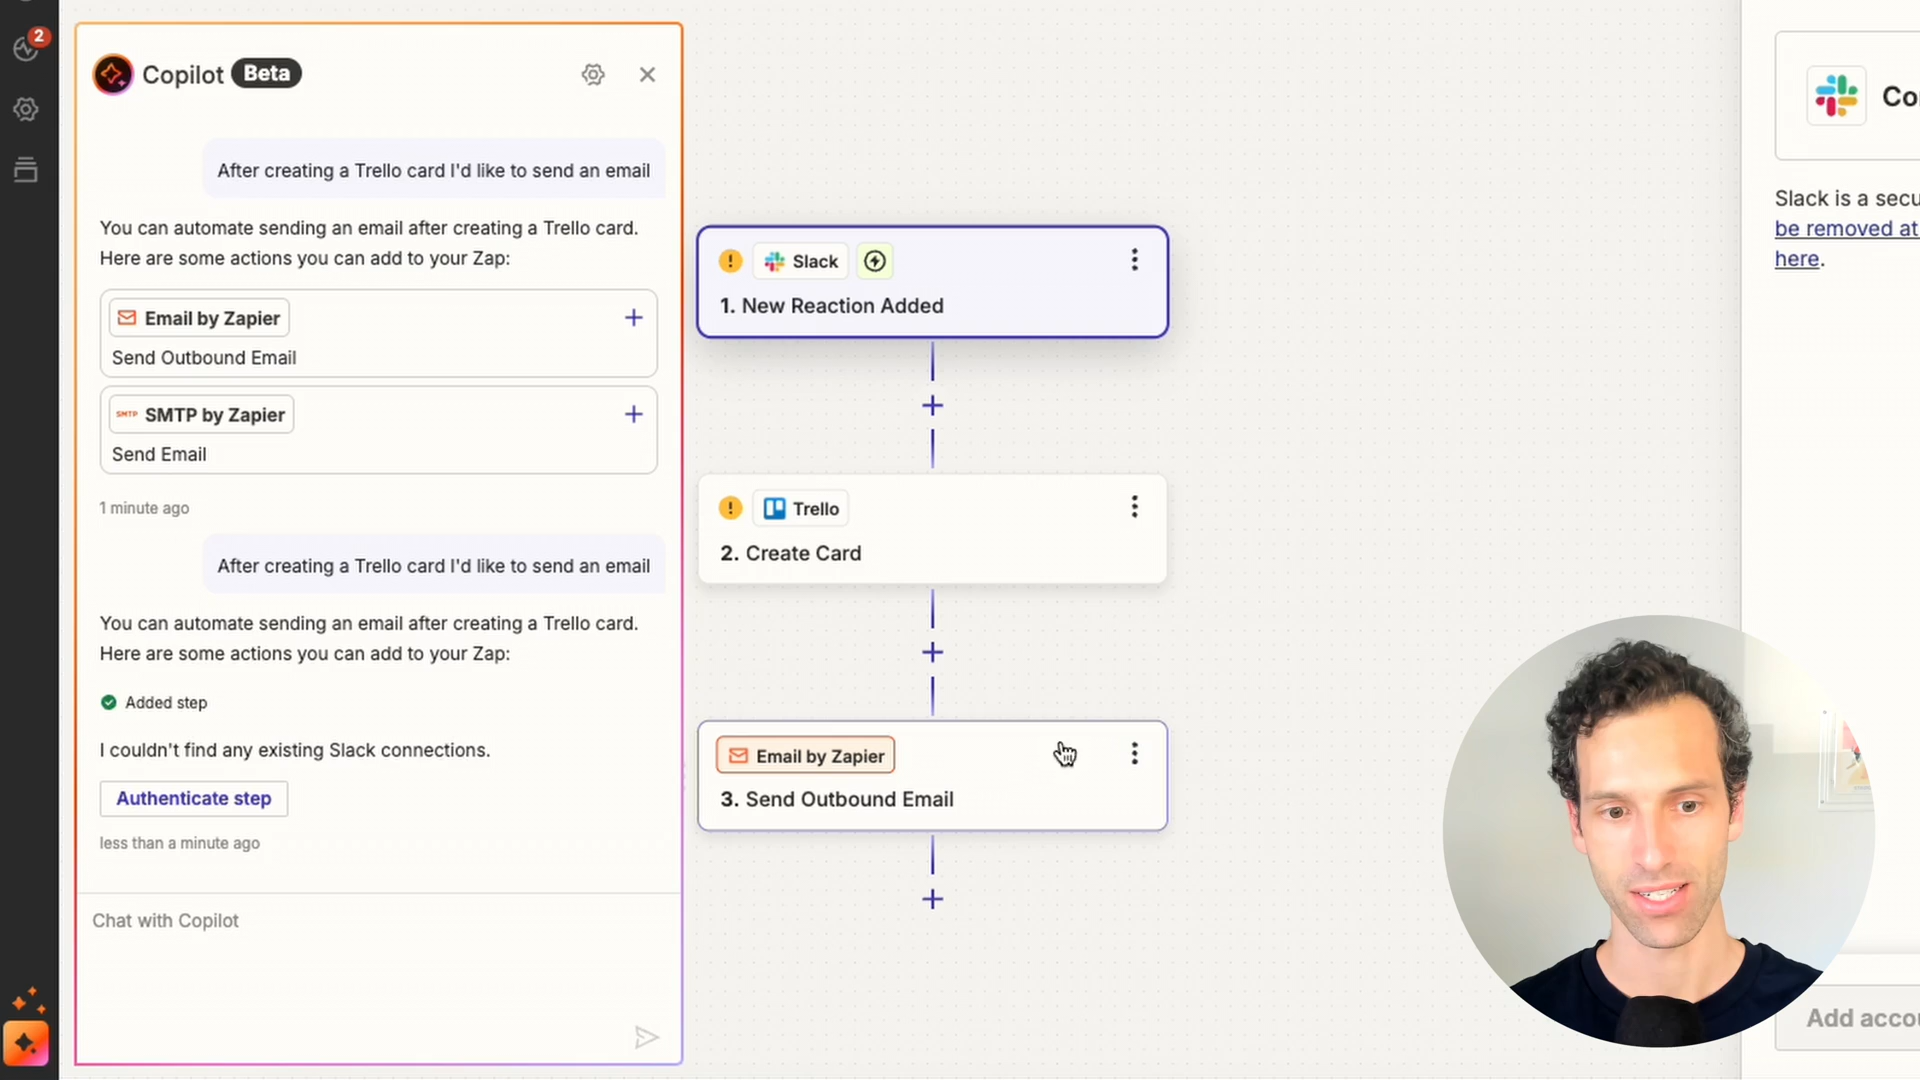 2
Copilot Beta
After creating a Trello card I'd like to send an email
You can automate sending an email after creating a Trello card.
Here are some actions you can add to your Zap:
Email by Zapier
Send Outbound Email
SMTP SMTP by Zapier
Send Email
1 minute ago
After creating a Trello card I'd like to send an email
You can automate sending an email after creating a Trello card.
Here are some actions you can add to your Zap:
Added step
I couldn't find any existing Slack connections.
Authenticate step
less than a minute ago
Chat with Copilot
Slack
1. New Reaction Added
Trello
2. Create Card
Email by Zapier
3. Send Outbound Email
Co
Slack is a secu
be removed at
here.
Add accou